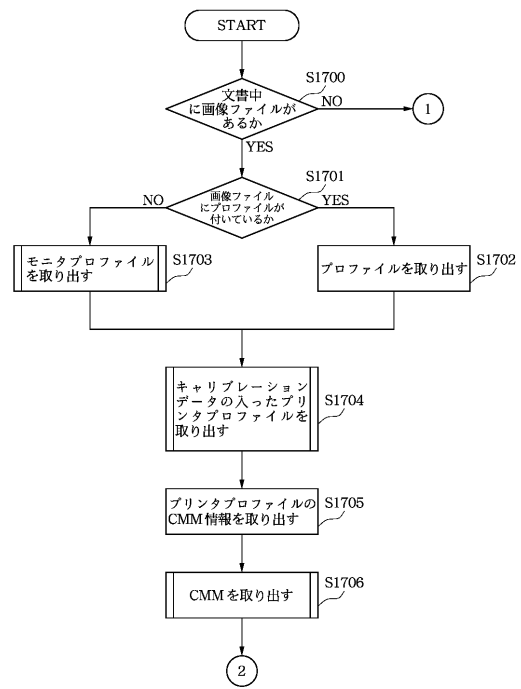 START
S1700
文書中
に画像ファイルが
あるか
NO
1
YES
S1701
画像ファイル
にプロファイルが
付いているか
NO
YES
モニタプロファイル
を取り出す
S1703
プロファイルを取り出す
S1702
キャリブレーション
データの入ったプリ
ンタプロファイルを
取り出す
S1704
プリンタプロファイルの
CMM情報を取り出す
S1705
CMMを取り出す
S1706
2